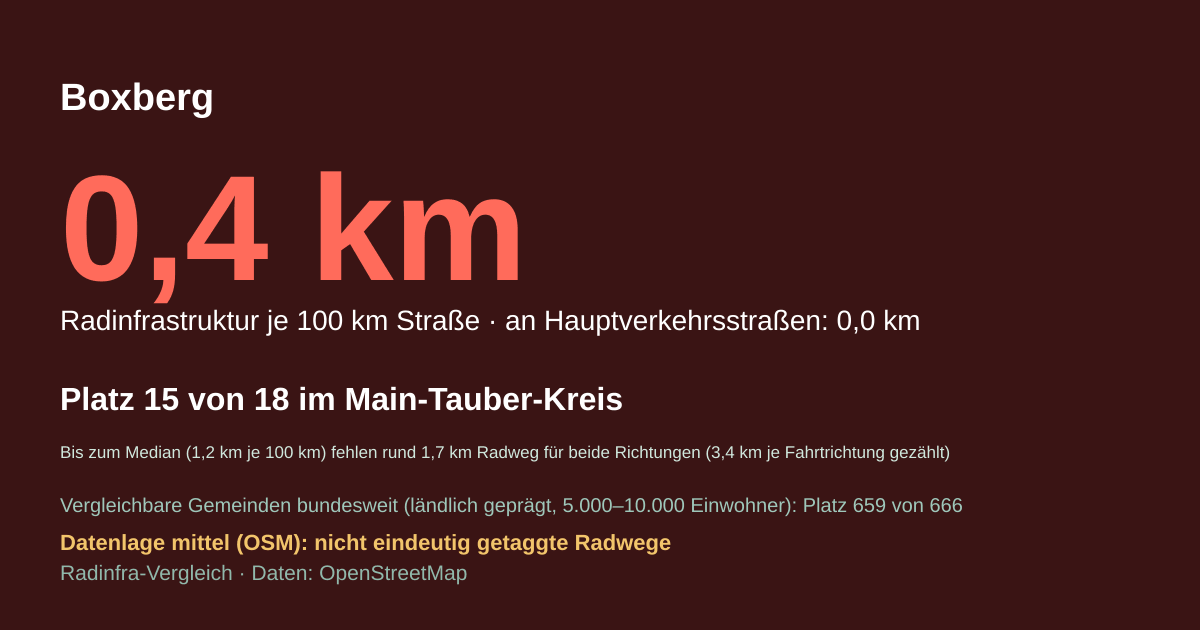 Boxberg
0,4 km
Radinfrastruktur je 100 km Straße · an Hauptverkehrsstraßen: 0,0 km
Platz 15 von 18 im Main-Tauber-Kreis
Bis zum Median (1,2 km je 100 km) fehlen rund 1,7 km Radweg für beide Richtungen (3,4 km je Fahrtrichtung gezählt)
Vergleichbare Gemeinden bundesweit (ländlich geprägt, 5.000–10.000 Einwohner): Platz 659 von 666
Datenlage mittel (OSM): nicht eindeutig getaggte Radwege
Radinfra-Vergleich · Daten: OpenStreetMap